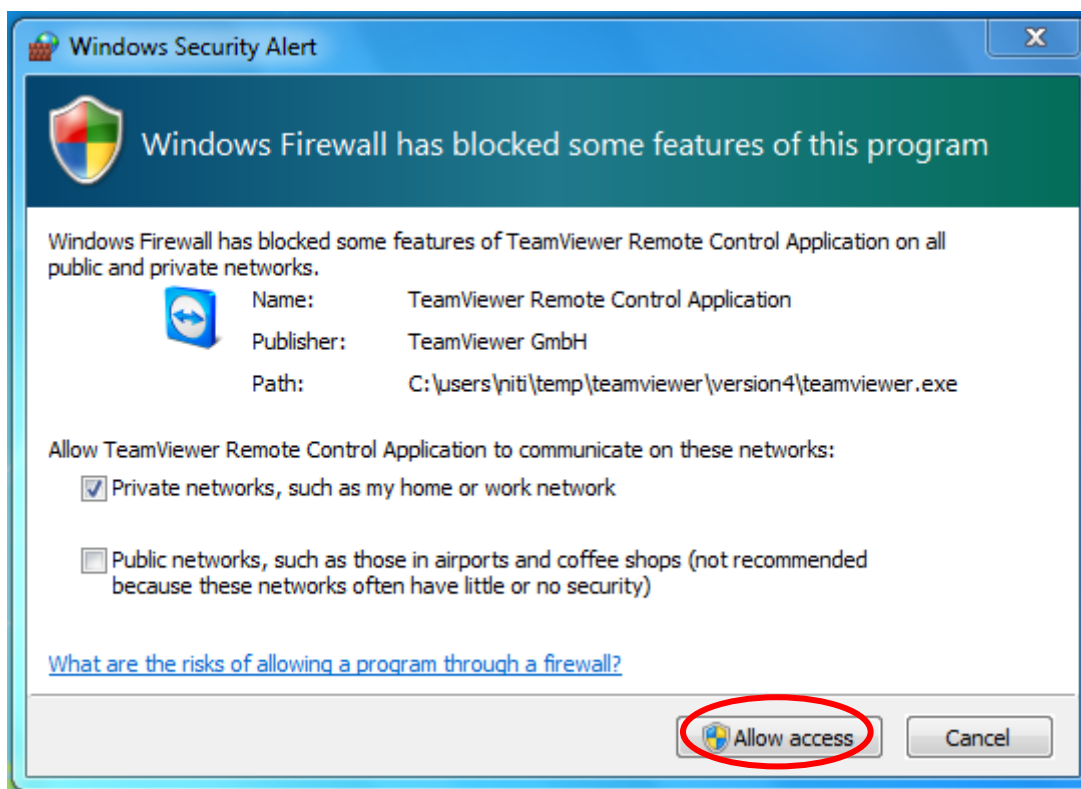 Windows Security Alert
Windows Firewall has blocked some features of this program
Windows Firewall has blocked some features of TeamViewer Remote Control Application on all
public and private networks.
Name: TeamViewer Remote Control Application
Publisher: TeamViewer GmbH
Path: C:\users\niti\temp\teamviewer\version4\teamviewer.exe
Allow TeamViewer Remote Control Application to communicate on these networks:
Private networks, such as my home or work network
Public networks, such as those in airports and coffee shops (not recommended
because these networks often have little or no security)
What are the risks of allowing a program through a firewall?
Allow access Cancel